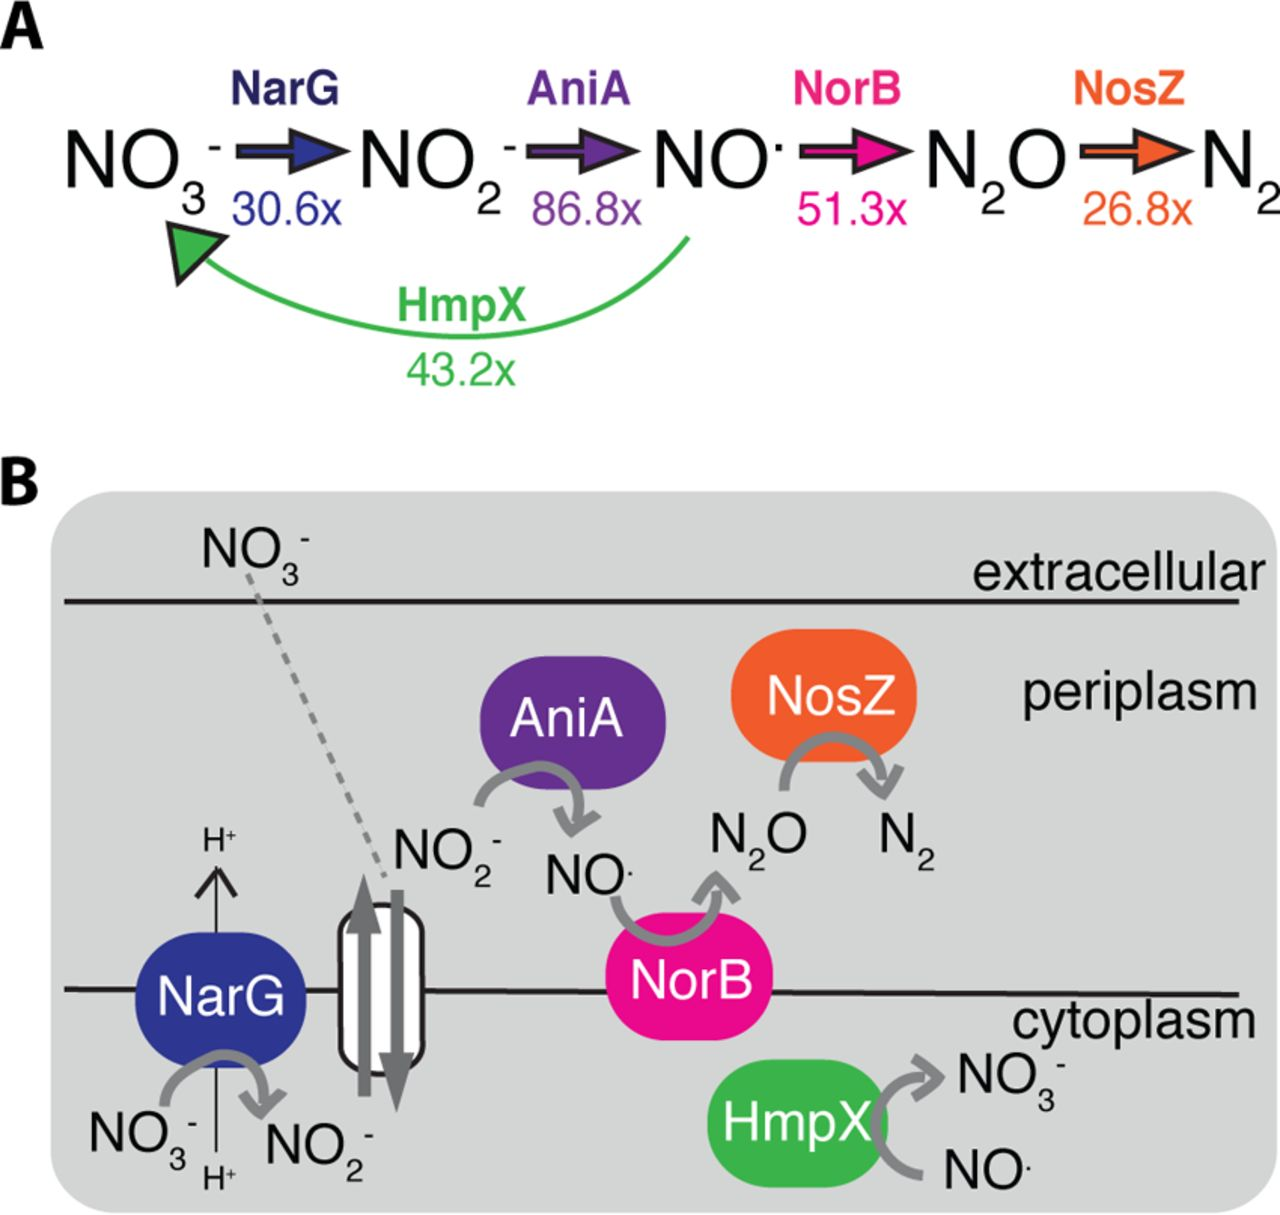 A
NarG AniA NorB NosZ
NO₃⁻ NO₂⁻ NO· N₂O N₂
30.6x 86.8x 51.3x 26.8x
HmpX
43.2x
B
NO₃⁻
extracellular
periplasm
AniA
NosZ
NO₂⁻
NO·
N₂O
N₂
H⁺
NarG
NorB
cytoplasm
NO₃⁻
NO₂⁻
H⁺
HmpX
NO₃⁻
NO·